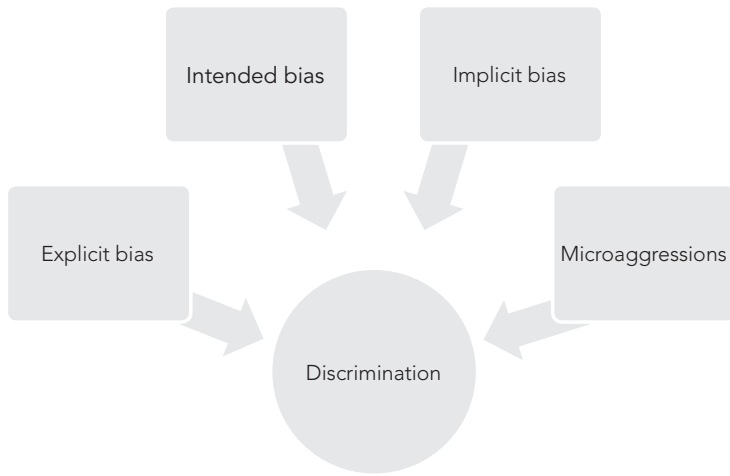 Intended bias
Implicit bias
Explicit bias
Microaggressions
Discrimination